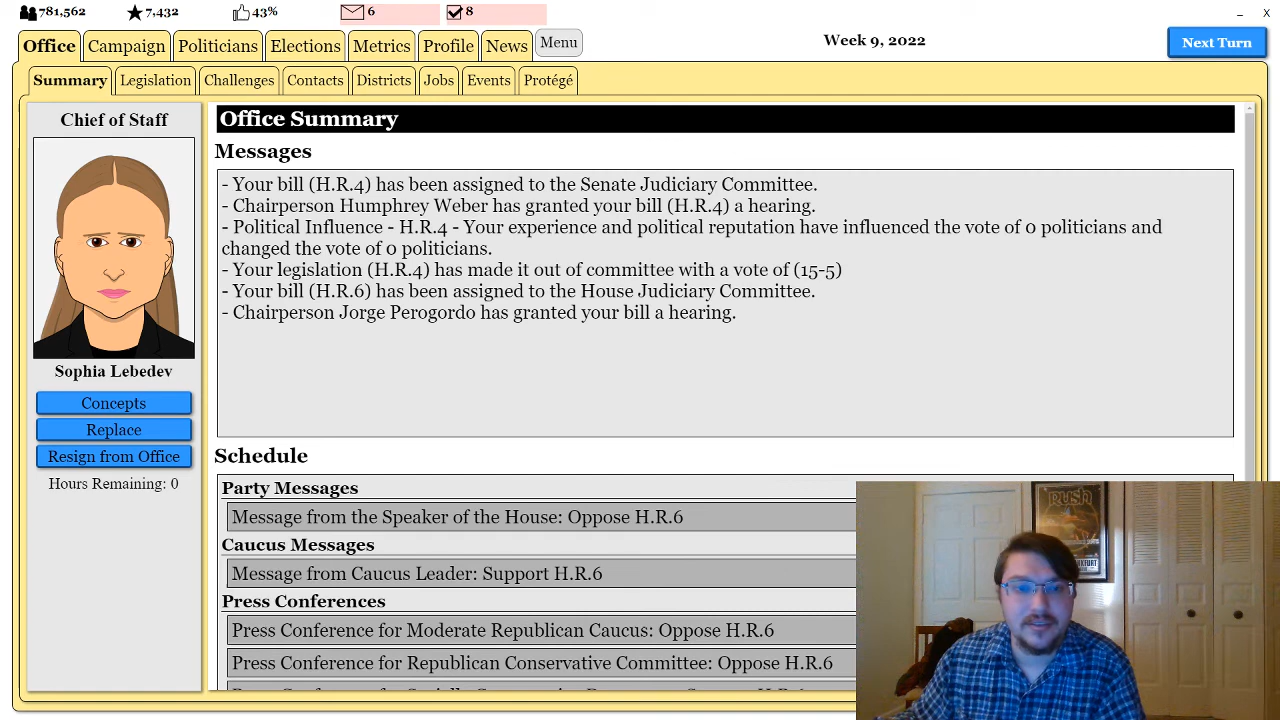 781,562 7,432 43% 6 8
_ X
Office Campaign Politicians Elections Metrics Profile News Menu Week 9, 2022 Next Turn
Summary Legislation Challenges Contacts Districts Jobs Events Protégé
Chief of Staff
Sophia Lebedev
Concepts
Replace
Resign from Office
Hours Remaining: 0
Office Summary
Messages
- Your bill (H.R.4) has been assigned to the Senate Judiciary Committee.
- Chairperson Humphrey Weber has granted your bill (H.R.4) a hearing.
- Political Influence - H.R.4 - Your experience and political reputation have influenced the vote of 0 politicians and
changed the vote of 0 politicians.
- Your legislation (H.R.4) has made it out of committee with a vote of (15-5)
- Your bill (H.R.6) has been assigned to the House Judiciary Committee.
- Chairperson Jorge Perogordo has granted your bill a hearing.
Schedule
Party Messages
Message from the Speaker of the House: Oppose H.R.6
Caucus Messages
Message from Caucus Leader: Support H.R.6
Press Conferences
Press Conference for Moderate Republican Caucus: Oppose H.R.6
Press Conference for Republican Conservative Committee: Oppose H.R.6
RUSH